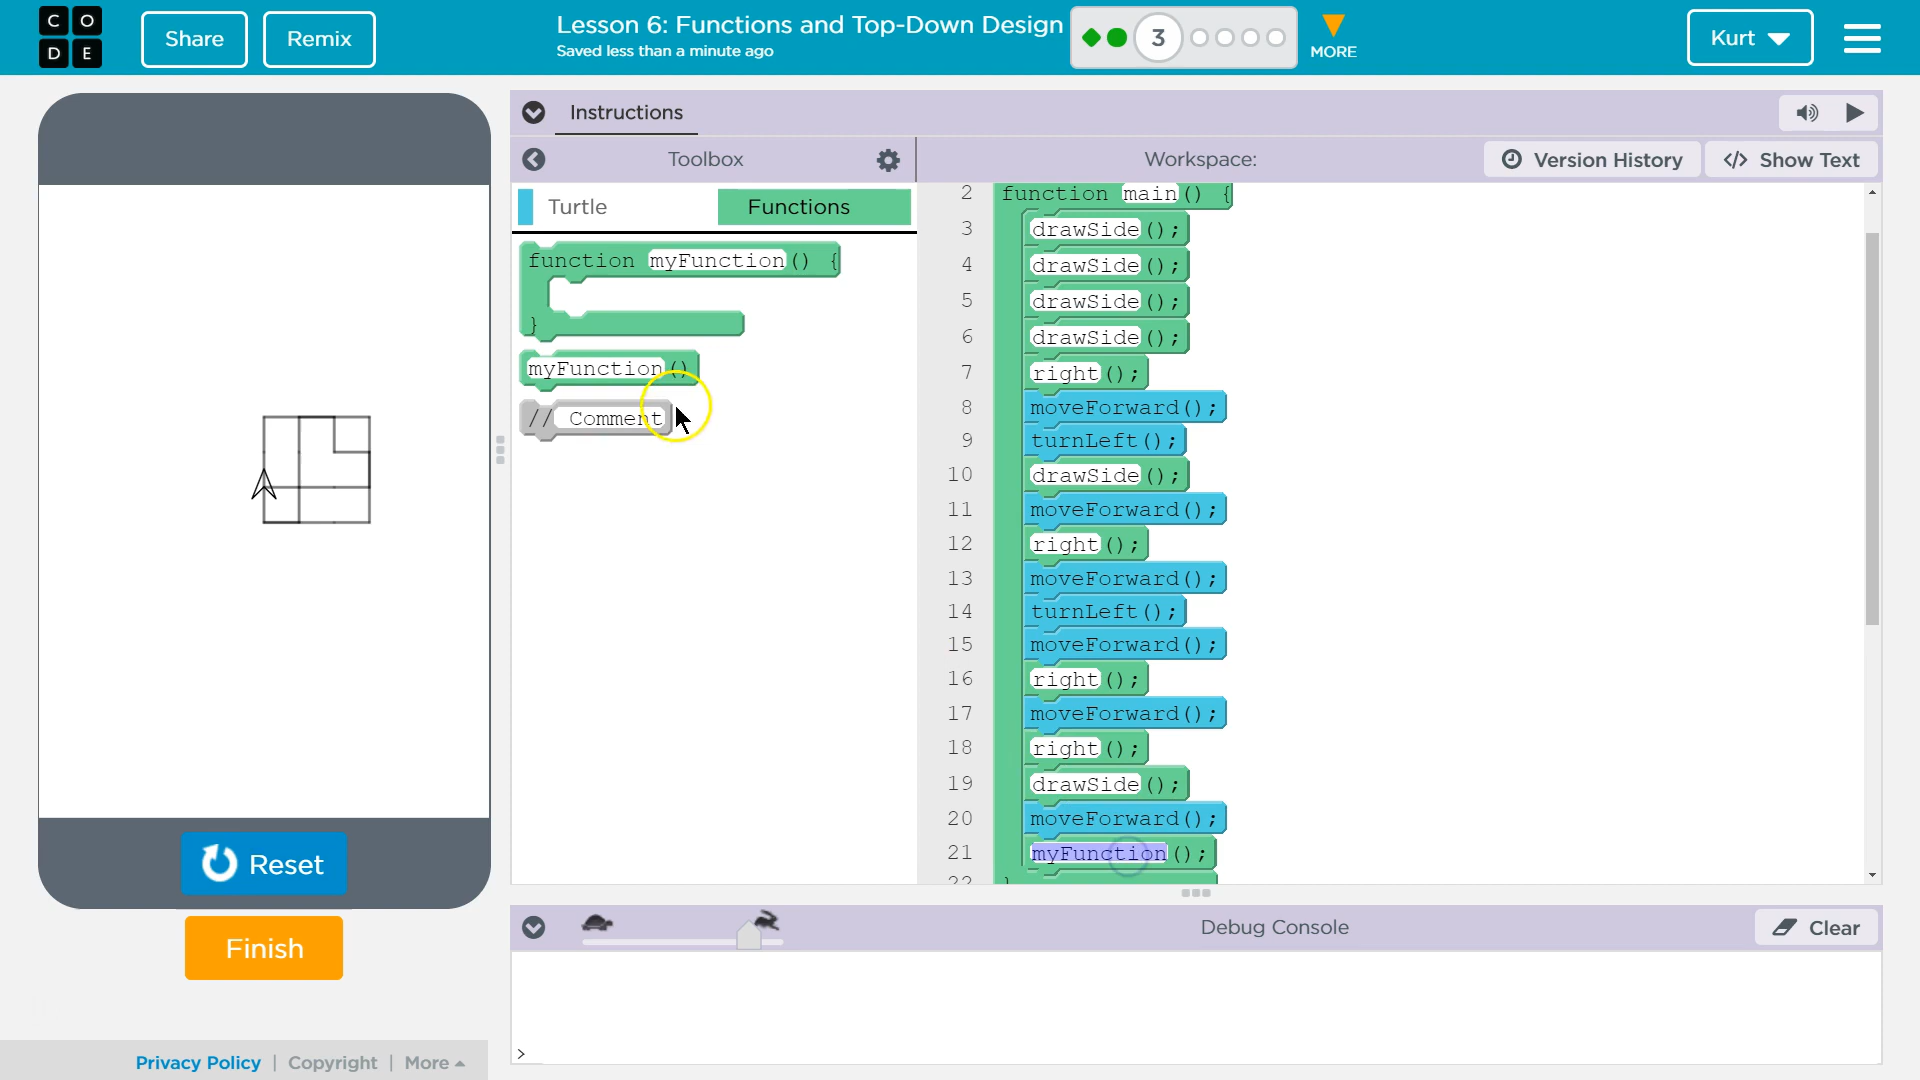 C O
D E
Share
Remix
Lesson 6: Functions and Top-Down Design
Saved less than a minute ago
3
MORE
Kurt
Instructions
Toolbox
Workspace:
Version History
</> Show Text
Turtle
Functions
function myFunction() {
}
myFunction()
// Comment
2 function main() {
3 drawSide();
4 drawSide();
5 drawSide();
6 drawSide();
7 right();
8 moveForward();
9 turnLeft();
10 drawSide();
11 moveForward();
12 right();
13 moveForward();
14 turnLeft();
15 moveForward();
16 right();
17 moveForward();
18 right();
19 drawSide();
20 moveForward();
21 myFunction();
22 }
Reset
Finish
Debug Console
Clear
>
Privacy Policy | Copyright | More